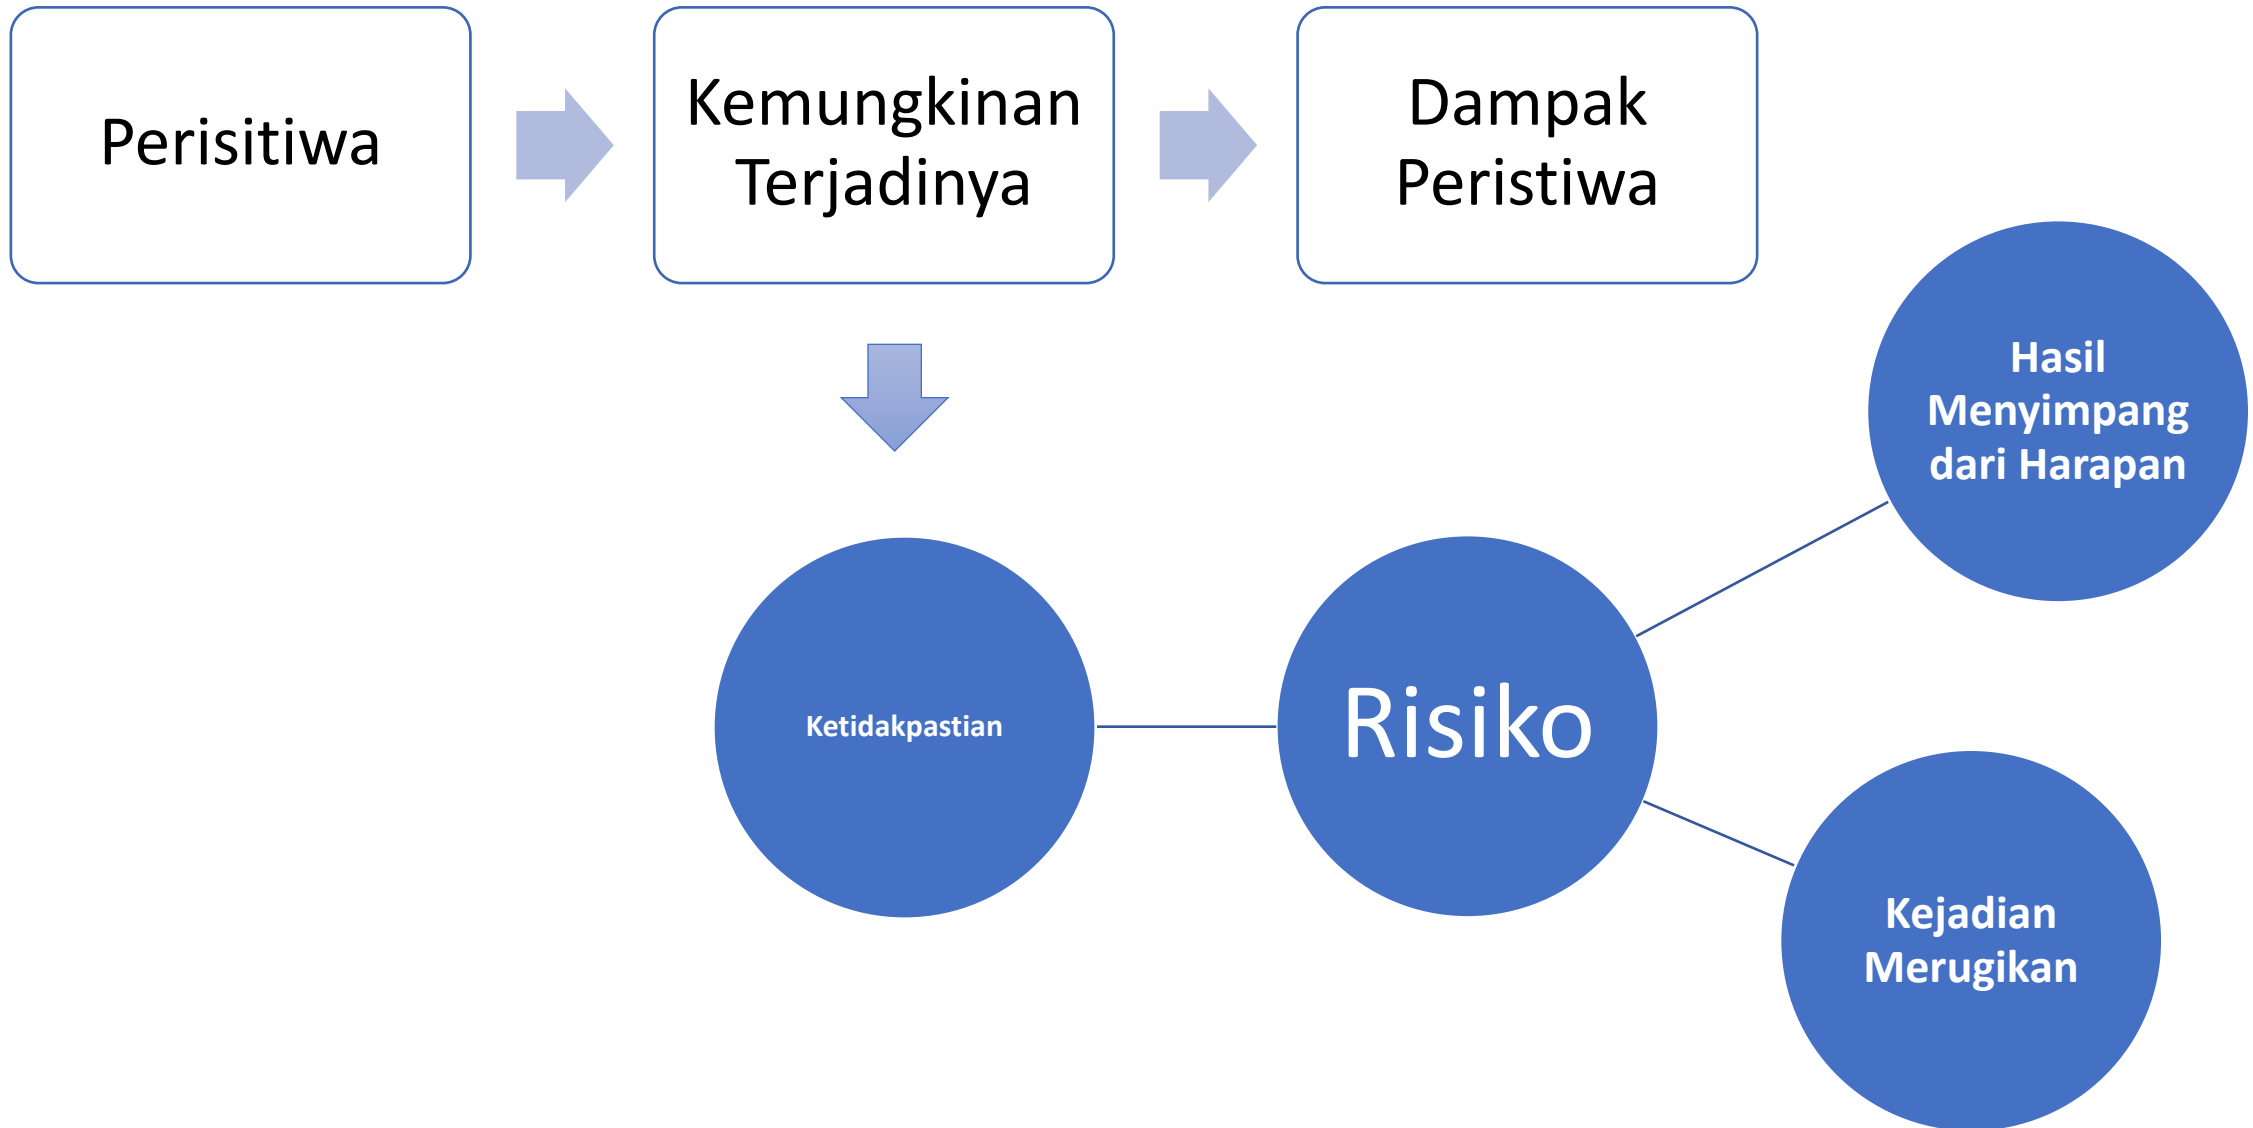 Perisitiwa
Kemungkinan
Terjadinya
Dampak
Peristiwa
Hasil
Menyimpang
dari Harapan
Ketidakpastian
Risiko
Kejadian
Merugikan